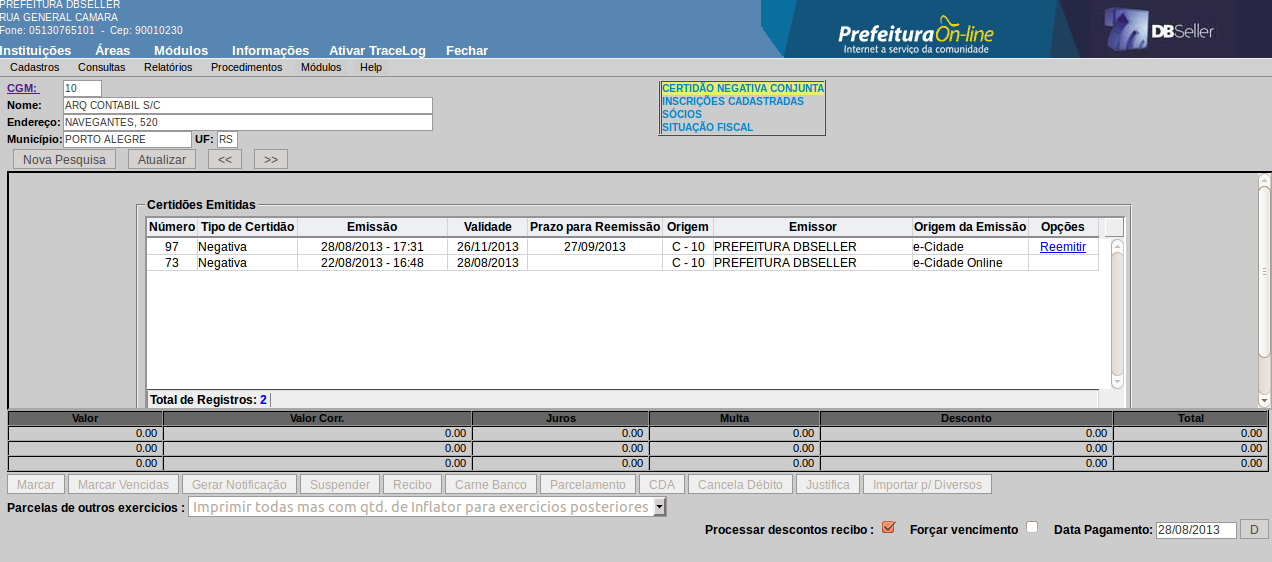 PREFEITURA DBSELLER
RUA GENERAL CAMARA
Fone: 05130765101 - Cep: 90010230
Prefeitura On-line
Internet a serviço da comunidade
DBSeller
Instituições Áreas Módulos Informações Ativar TraceLog Fechar
Cadastros Consultas Relatórios Procedimentos Módulos Help
CGM: 10
Nome: ARQ CONTABIL S/C
Endereço: NAVEGANTES, 520
Município: PORTO ALEGRE UF: RS
CERTIDÃO NEGATIVA CONJUNTA
INSCRIÇÕES CADASTRADAS
SÓCIOS
SITUAÇÃO FISCAL
Nova Pesquisa Atualizar << >>
Certidões Emitidas
Número Tipo de Certidão Emissão Validade Prazo para Reemissão Origem Emissor Origem da Emissão Opções
97 Negativa 28/08/2013 - 17:31 26/11/2013 27/09/2013 C - 10 PREFEITURA DBSELLER e-Cidade Reemitir
73 Negativa 22/08/2013 - 16:48 28/08/2013 C - 10 PREFEITURA DBSELLER e-Cidade Online
Total de Registros: 2
Valor Valor Corr. Juros Multa Desconto Total
0.00 0.00 0.00 0.00 0.00 0.00
0.00 0.00 0.00 0.00 0.00 0.00
0.00 0.00 0.00 0.00 0.00 0.00
Marcar Marcar Vencidas Gerar Notificação Suspender Recibo Carne Banco Parcelamento CDA Cancela Débito Justifica Importar p/ Diversos
Parcelas de outros exercicios : Imprimir todas mas com qtd. de Inflator para exercicios posteriores
Processar descontos recibo : Forçar vencimento Data Pagamento: 28/08/2013 D